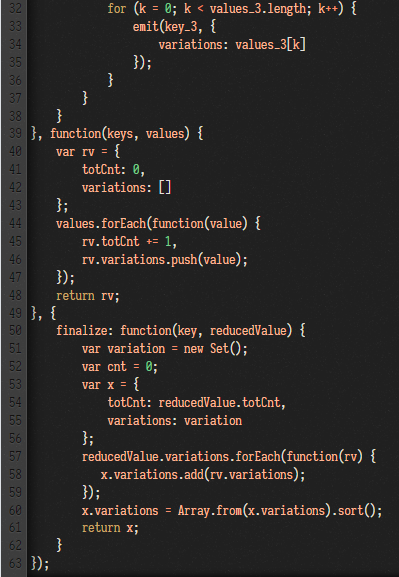 32 for (k = 0; k < values_3.length; k++) {
33 emit(key_3, {
34 variations: values_3[k]
35 });
36 }
37 }
38 }
39 }, function(keys, values) {
40 var rv = {
41 totCnt: 0,
42 variations: []
43 };
44 values.forEach(function(value) {
45 rv.totCnt += 1,
46 rv.variations.push(value);
47 });
48 return rv;
49 }, {
50 finalize: function(key, reducedValue) {
51 var variation = new Set();
52 var cnt = 0;
53 var x = {
54 totCnt: reducedValue.totCnt,
55 variations: variation
56 };
57 reducedValue.variations.forEach(function(rv) {
58 x.variations.add(rv.variations);
59 });
60 x.variations = Array.from(x.variations).sort();
61 return x;
62 }
63 });